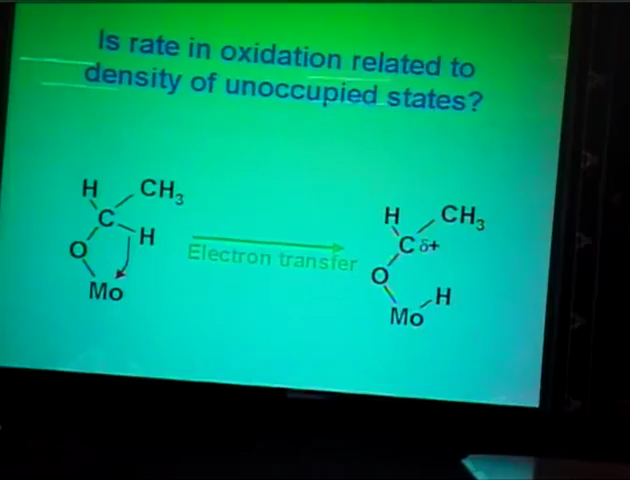 Is rate in oxidation related to
density of unoccupied states?
H CH3
C
H
O
Mo
Electron transfer
H CH3
C δ+
O
H
Mo